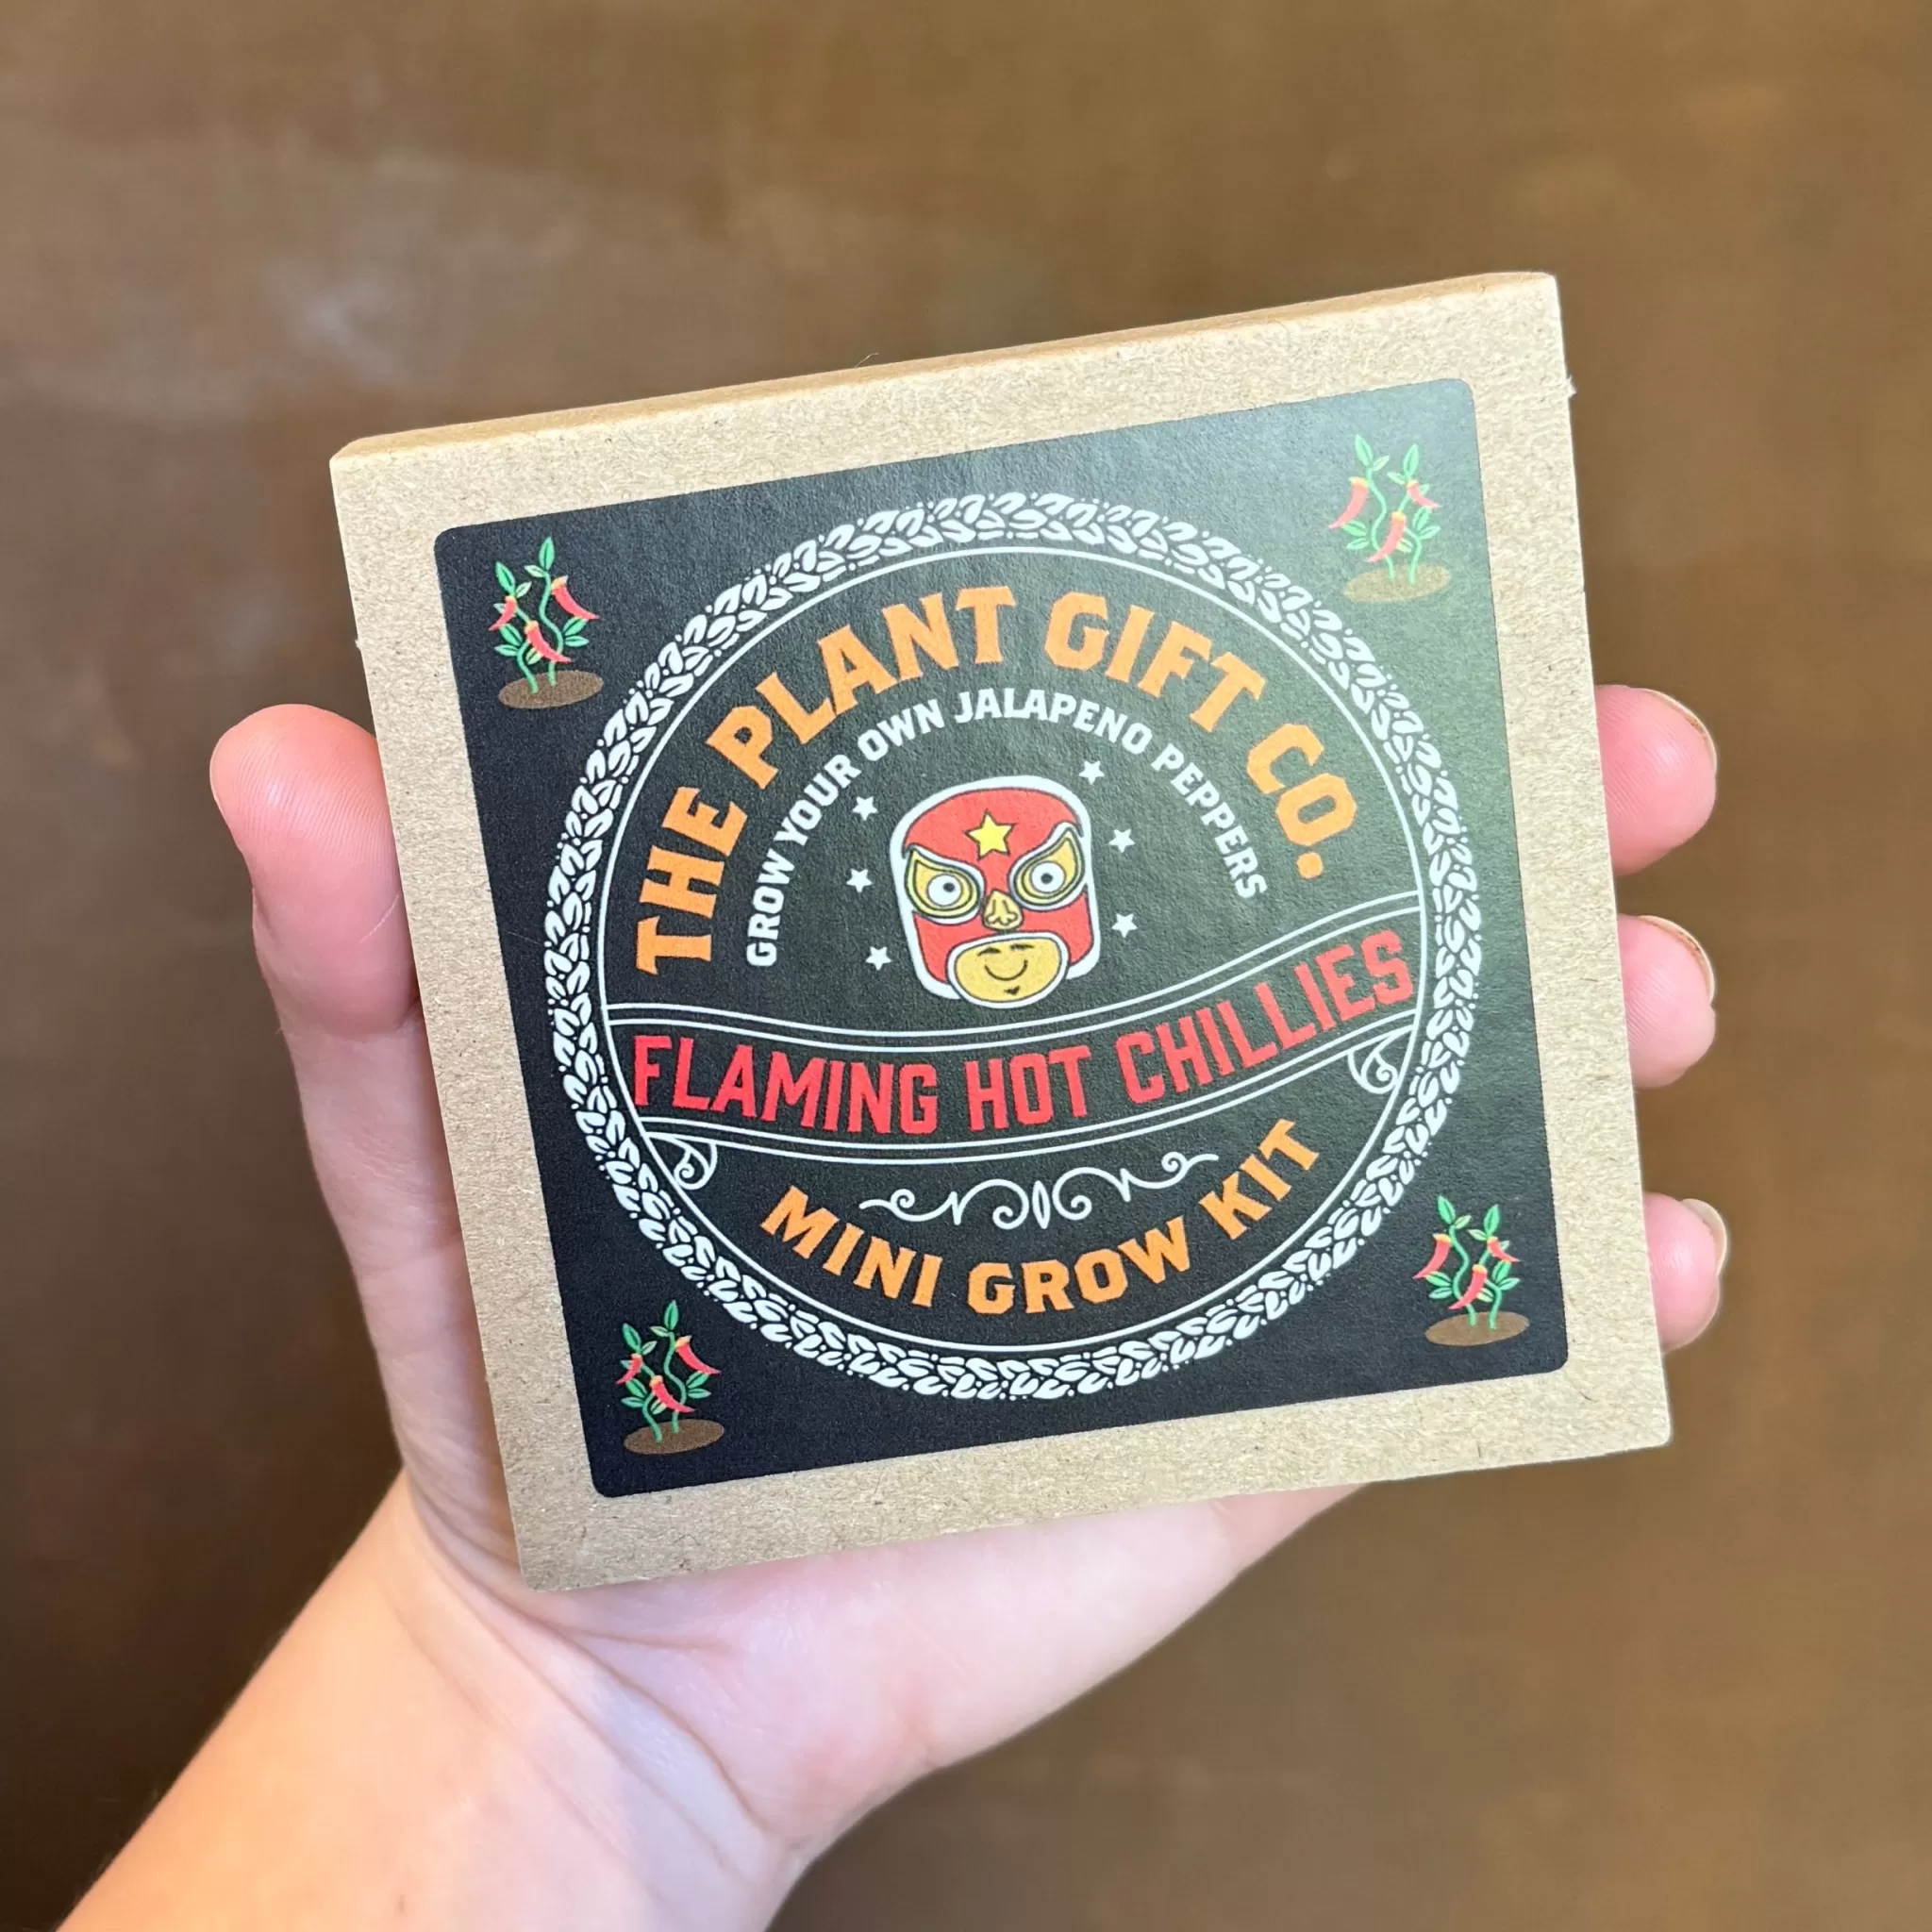 THE PLANT GIFT CO.
GROW YOUR OWN JALAPENO PEPPERS
FLAMING HOT CHILLIES
MINI GROW KIT